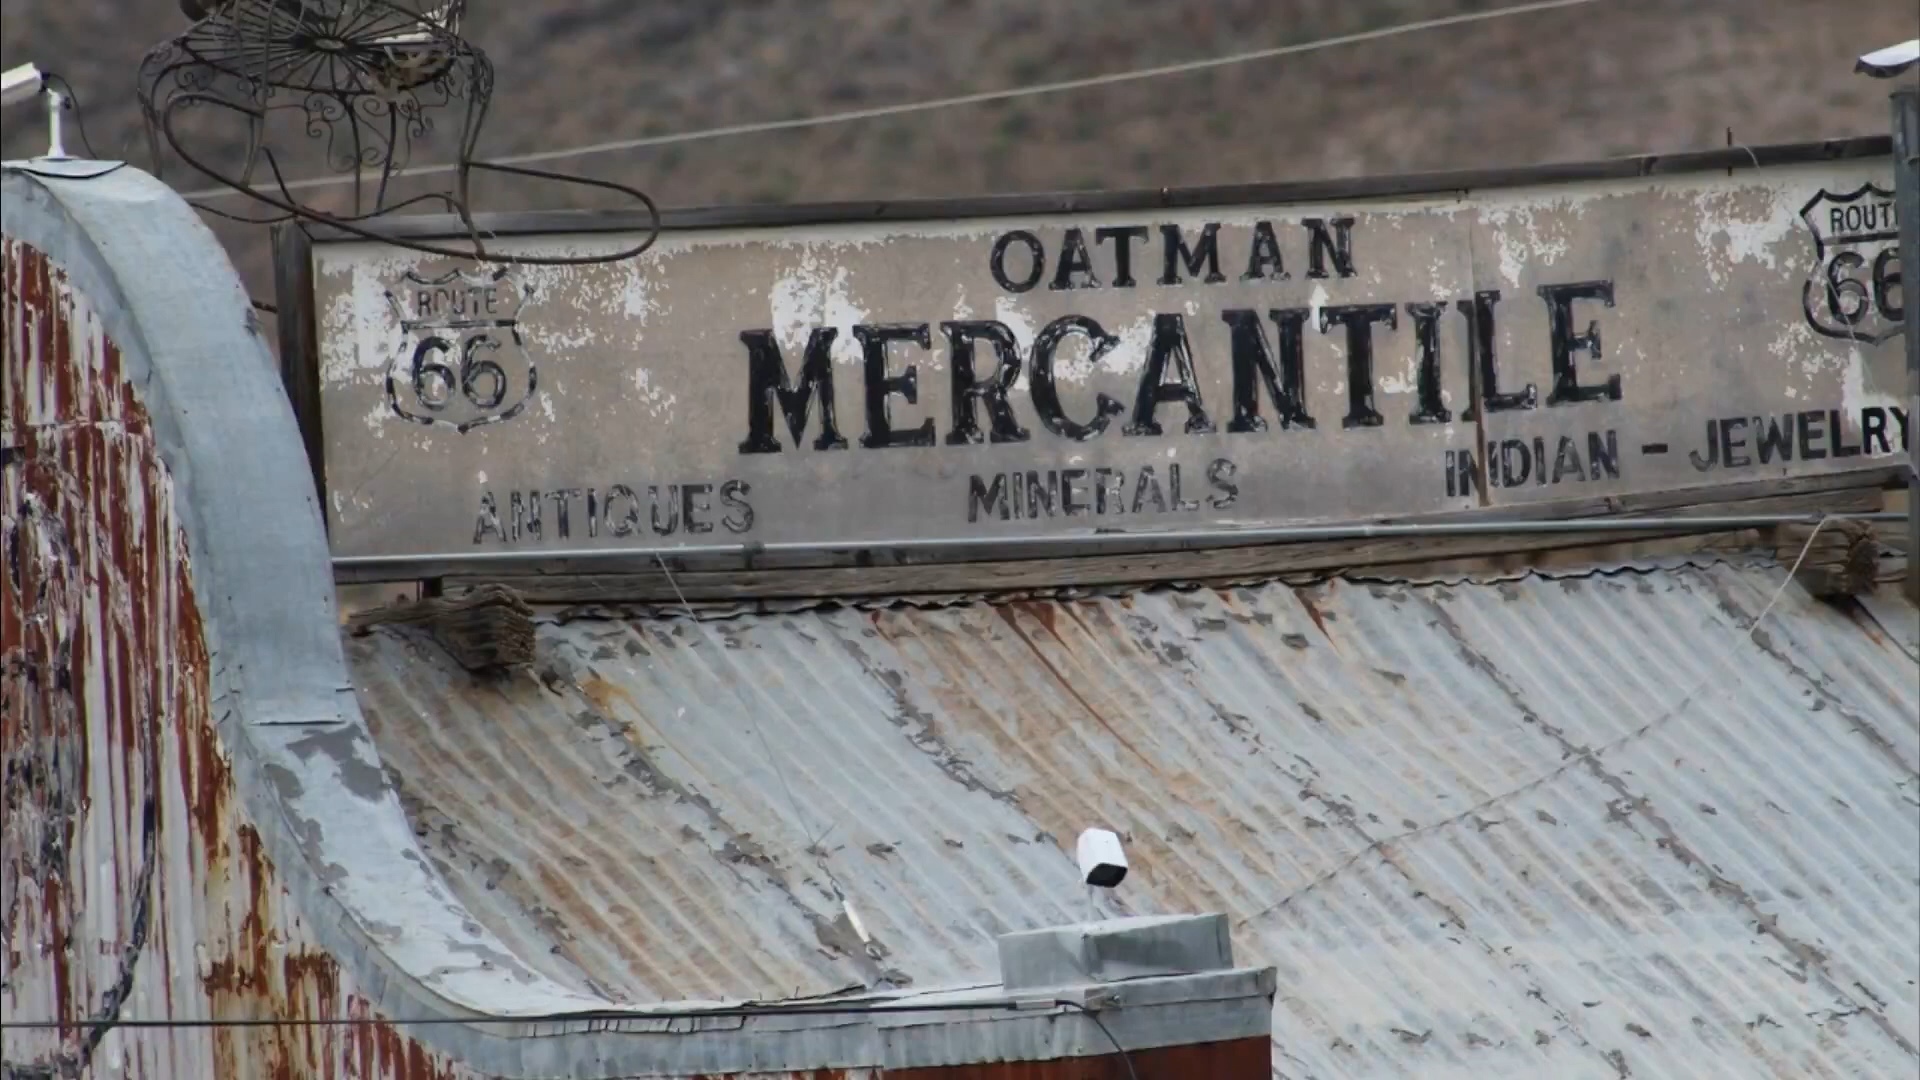 ROUTE
66
OATMAN
MERCANTILE
ROUTE
66
ANTIQUES MINERALS INDIAN - JEWELRY